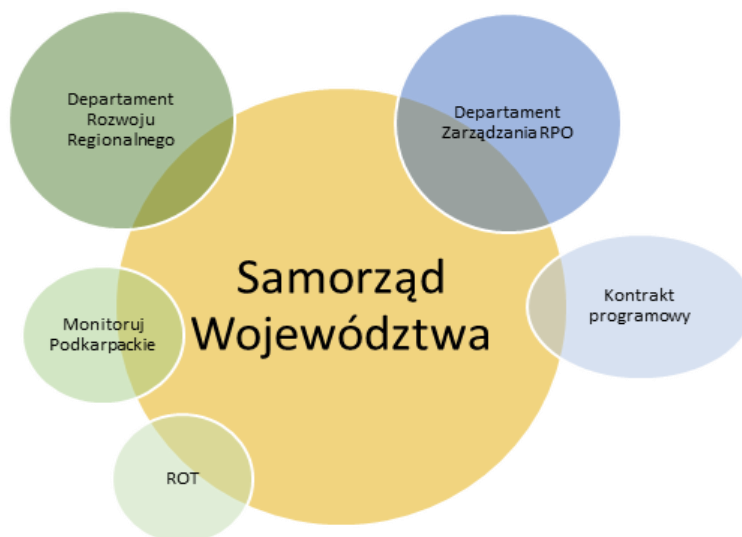 Departament
Rozwoju
Regionalnego
Departament
Zarządzania RPO
Samorząd
Województwa
Kontrakt
programowy
Monitoruj
Podkarpackie
ROT